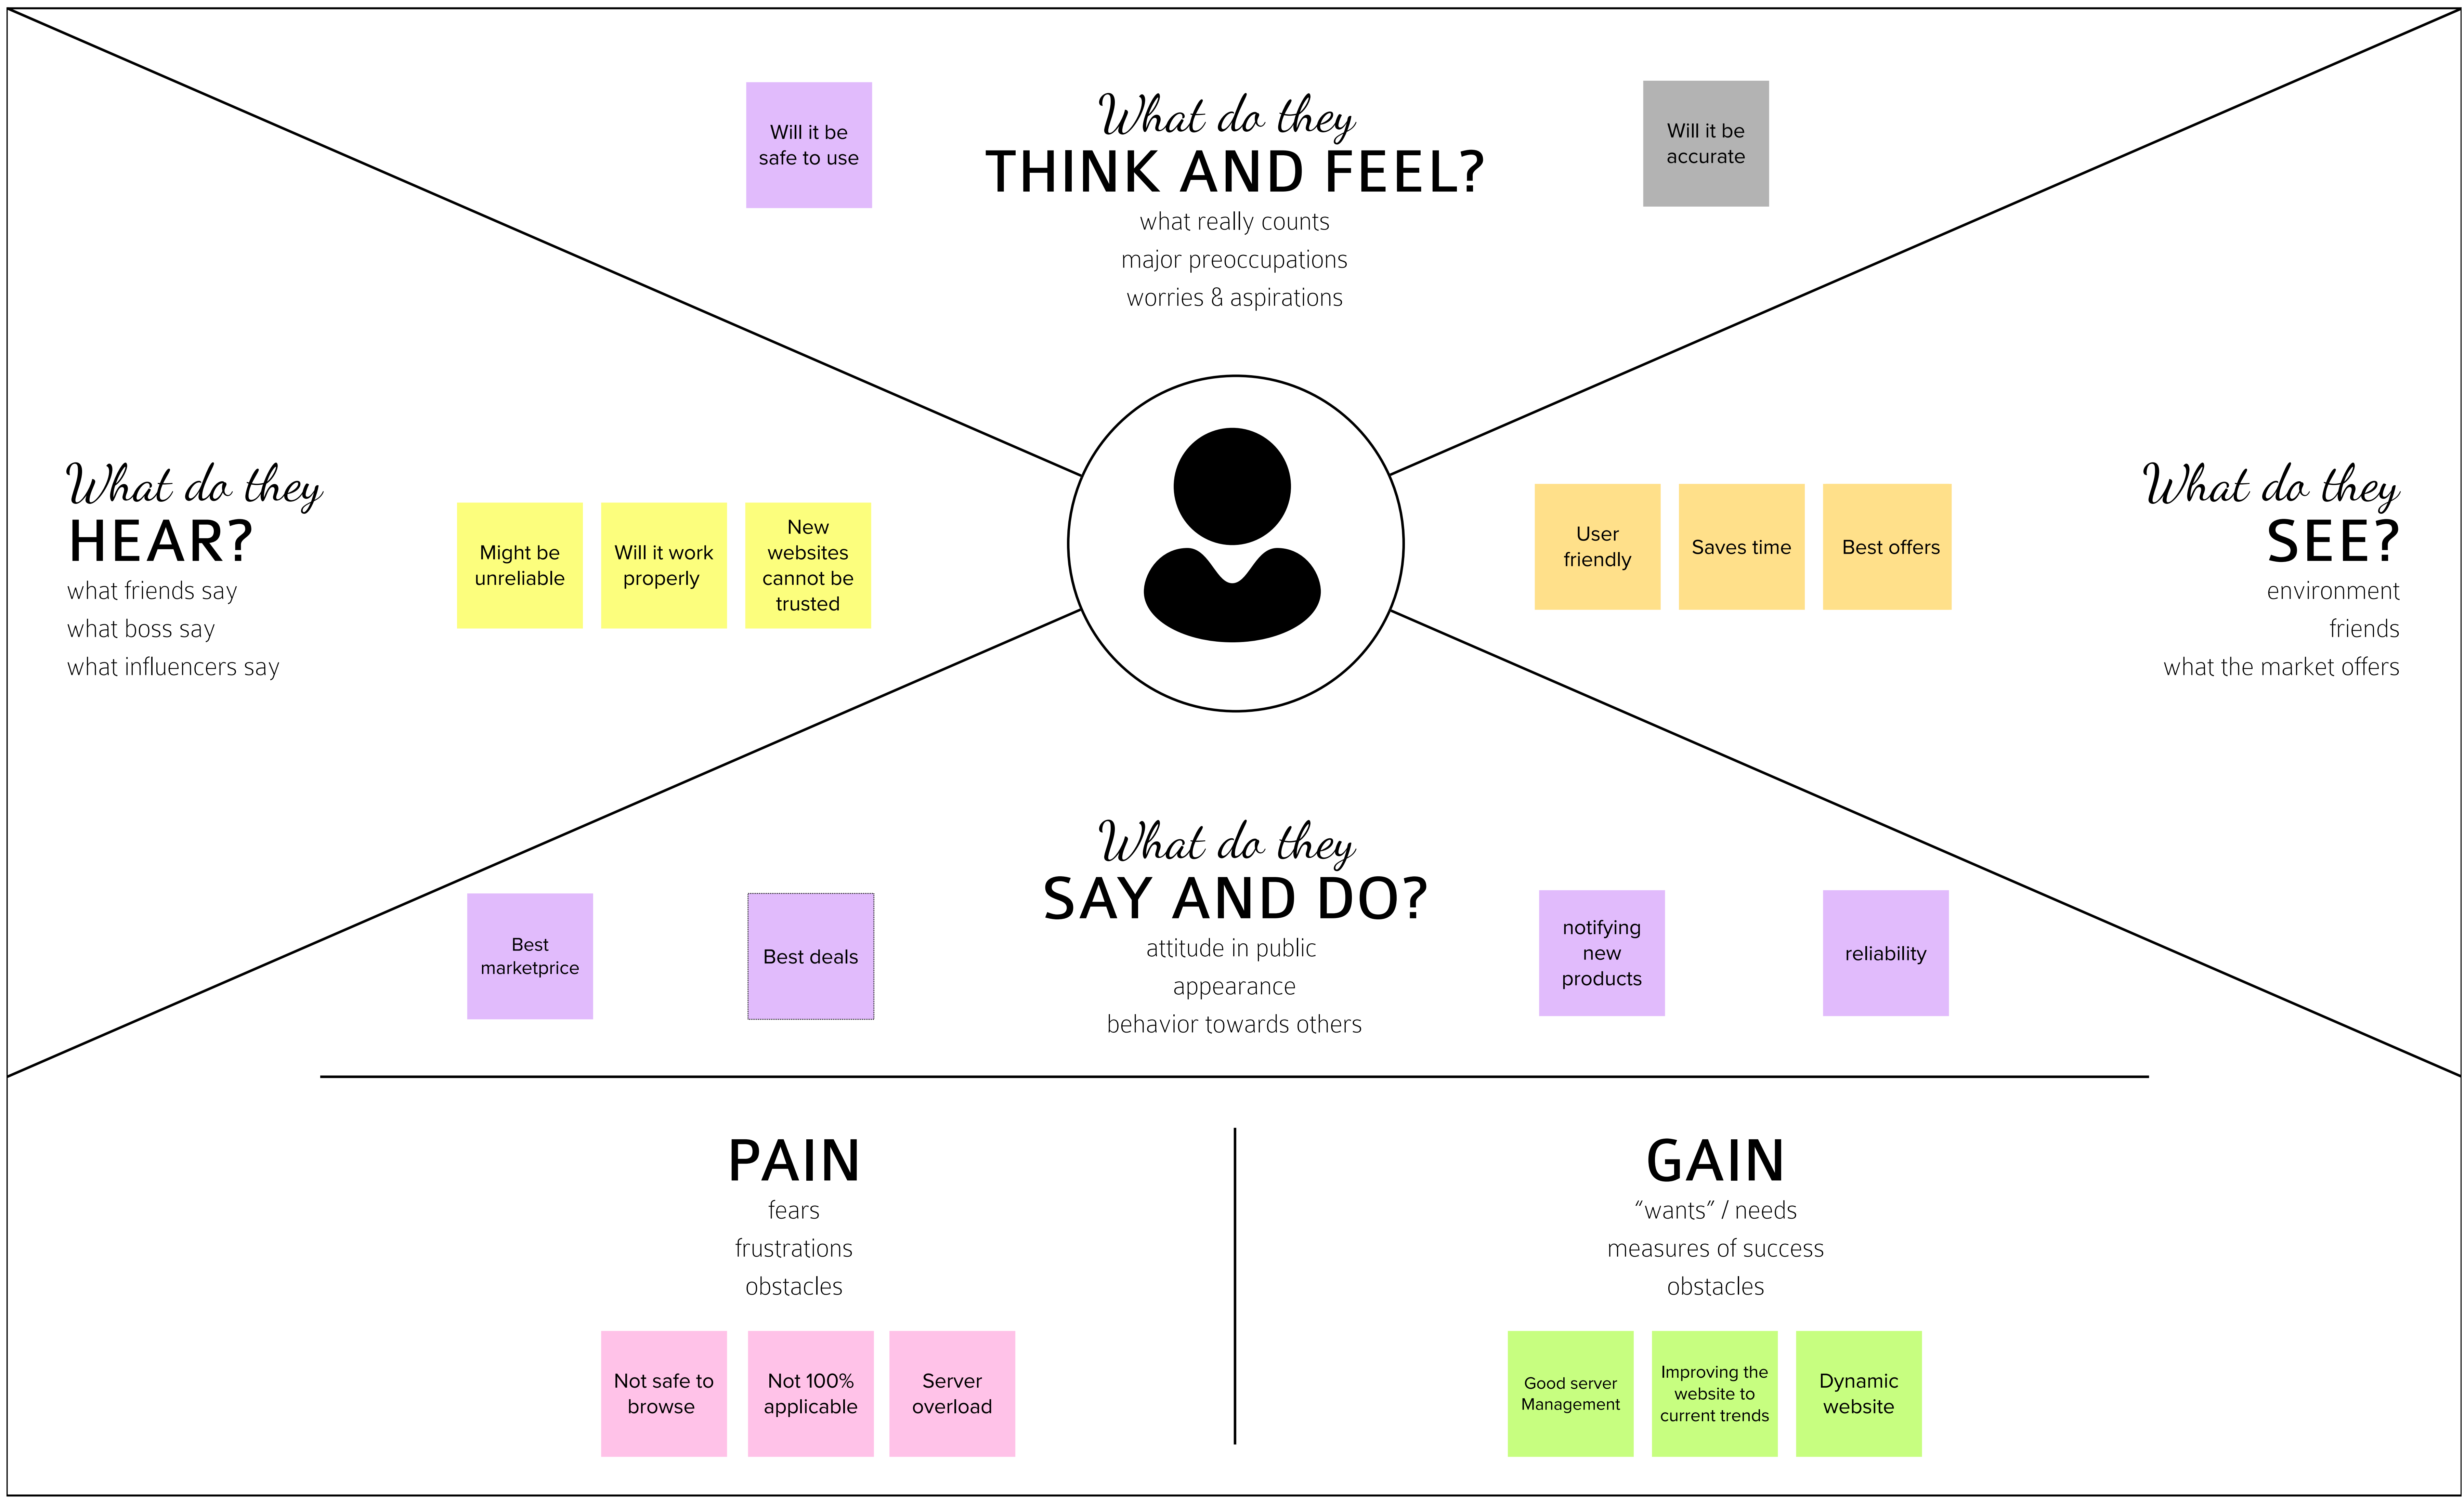 Will it be
safe to use
What do they
THINK AND FEEL?
what really counts
major preoccupations
worries & aspirations
Will it be
accurate
What do they
HEAR?
what friends say
what boss say
what influencers say
Might be
unreliable
Will it work
properly
New
websites
cannot be
trusted
User
friendly
Saves time
Best offers
What do they
SEE?
environment
friends
what the market offers
Best
marketprice
Best deals
What do they
SAY AND DO?
attitude in public
appearance
behavior towards others
notifying
new
products
reliability
PAIN
fears
frustrations
obstacles
Not safe to
browse
Not 100%
applicable
Server
overload
GAIN
“wants” / needs
measures of success
obstacles
Good server
Management
Improving the
website to
current trends
Dynamic
website